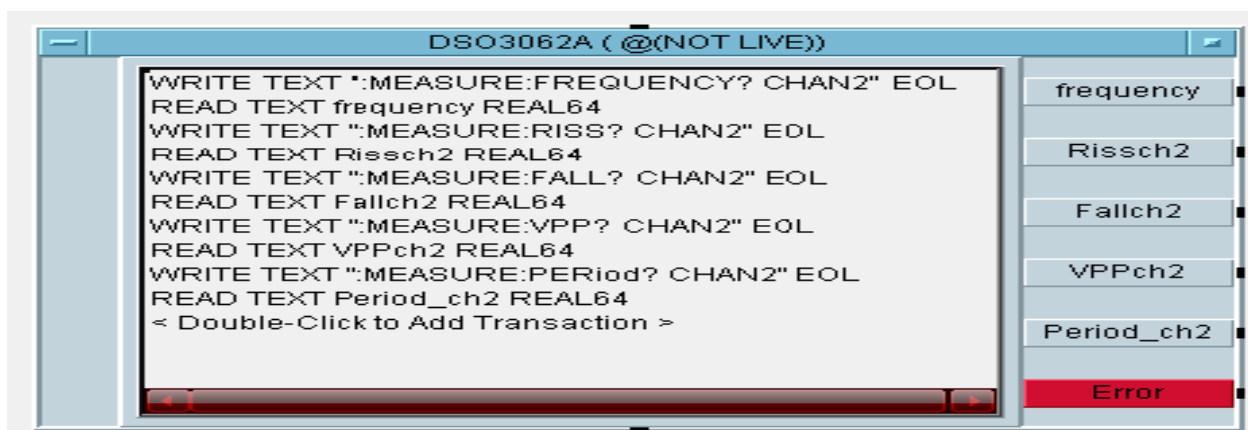 DSO3062A ( @(NOT LIVE))
WRITE TEXT ":MEASURE:FREQUENCY? CHAN2" EOL
READ TEXT frequency REAL64
WRITE TEXT ":MEASURE:RISS? CHAN2" EOL
READ TEXT Rissch2 REAL64
WRITE TEXT ":MEASURE:FALL? CHAN2" EOL
READ TEXT Fallch2 REAL64
WRITE TEXT ":MEASURE:VPP? CHAN2" EOL
READ TEXT VPPch2 REAL64
WRITE TEXT ":MEASURE:PERiod? CHAN2" EOL
READ TEXT Period_ch2 REAL64
< Double-Click to Add Transaction >
frequency
Rissch2
Fallch2
VPPch2
Period_ch2
Error